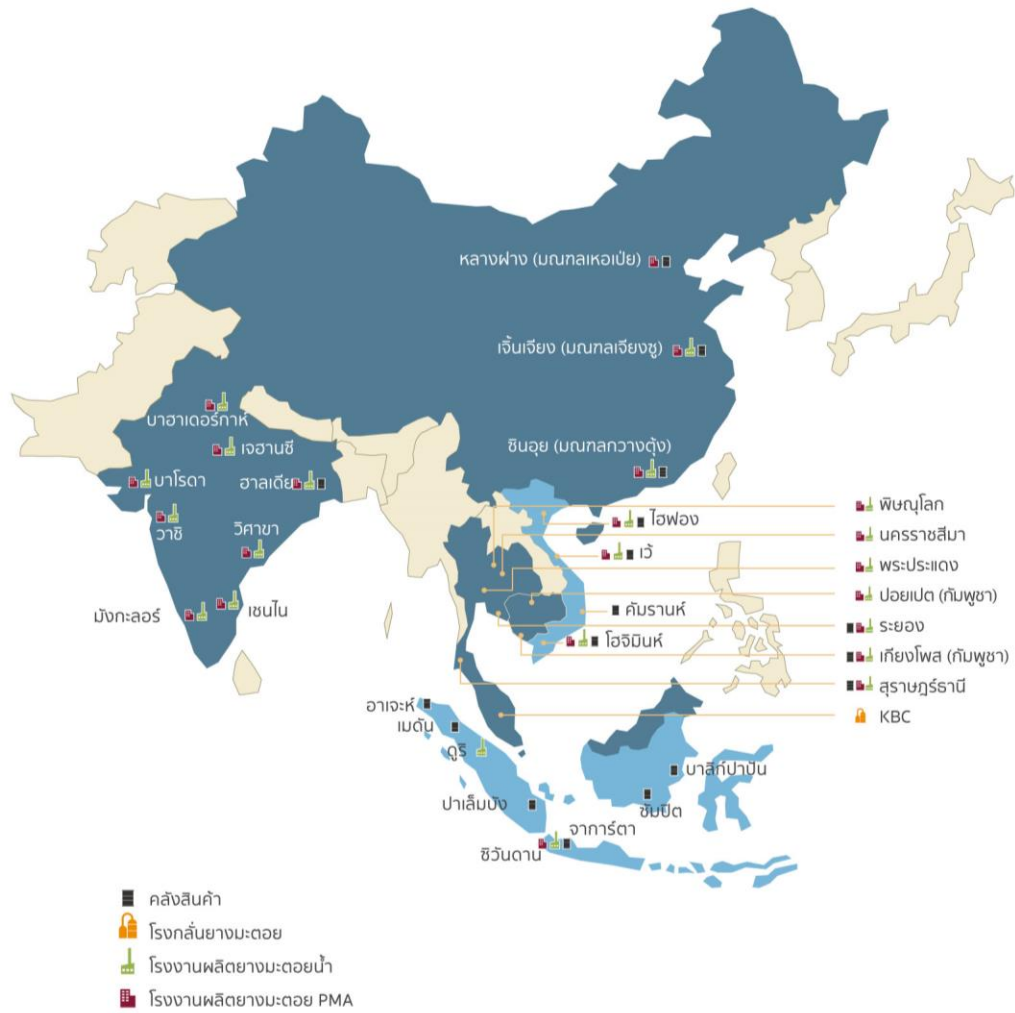 หลางฝาง (มณฑลเหอเป่ย)
เจิ้นเจียง (มณฑลเจียงซู)
บาฮาเดอร์กาห์
เจฮานซี
ซินอุย (มณฑลกวางตุ้ง)
บาโรดา
ฮาลเดีย
วาชิ
วิศาขา
มังกะลอร์
เชนไน
ไฮฟอง
เว้
คัมรานห์
โฮจิมินห์
พิษณุโลก
นครราชสีมา
พระประแดง
ปอยเปต (กัมพูชา)
ระยอง
เกียงโพส (กัมพูชา)
สุราษฎร์ธานี
KBC
อาเจะห์
เมดัน
ดูริ
ปาเล็มบัง
บาลิก์ปาปัน
ซัมปิต
จาการ์ตา
ซิวันดาน
คลังสินค้า
โรงกลั่นยางมะตอย
โรงงานผลิตยางมะตอยน้ำ
โรงงานผลิตยางมะตอย PMA